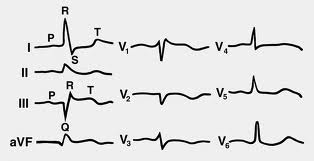 R
P T
I V₁ V₄
S
II
R
III P T V₂ V₅
Q
aVF V₃ V₆